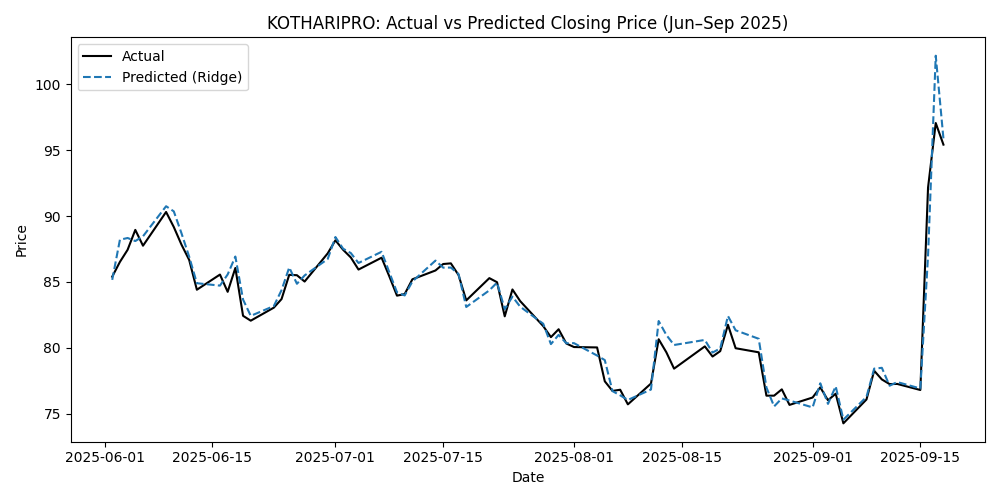 KOTHARIPRO: Actual vs Predicted Closing Price (Jun–Sep 2025)
Actual
Predicted (Ridge)
Price
100
95
90
85
80
75
2025-06-01 2025-06-15 2025-07-01 2025-07-15 2025-08-01 2025-08-15 2025-09-01 2025-09-15
Date